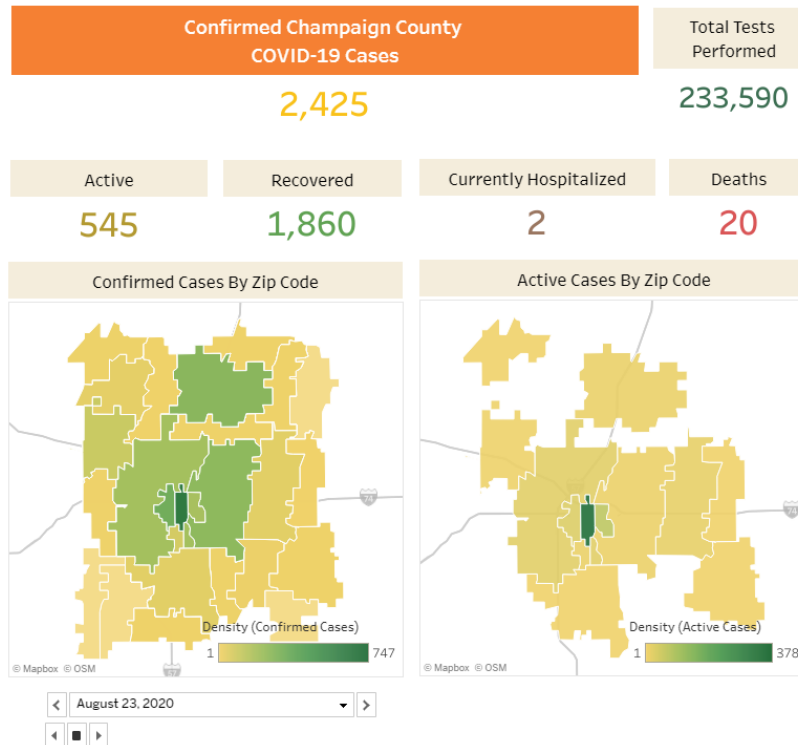 Confirmed Champaign County
COVID-19 Cases
Total Tests
Performed
2,425
233,590
Active
Recovered
Currently Hospitalized
Deaths
545
1,860
2
20
Confirmed Cases By Zip Code
Active Cases By Zip Code
74
74
Density (Confirmed Cases)
1
747
Density (Active Cases)
1
378
© Mapbox © OSM
© Mapbox © OSM
57
August 23, 2020